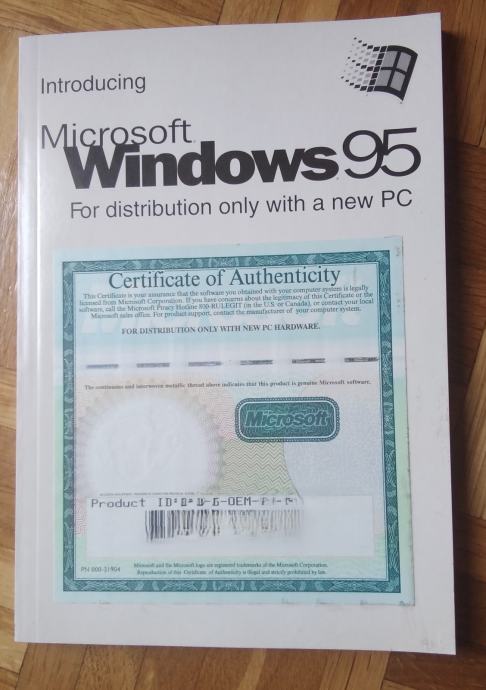 Introducing
Microsoft
Windows 95
For distribution only with a new PC
Certificate of Authenticity
This Certificate is your assurance that the software you obtained with your computer system is legally
licensed from Microsoft Corporation. If you have concerns about the legitimacy of this Certificate or the
software, call the Microsoft Piracy Hotline 800-RU-LEGIT (in the U.S. or Canada), or contact your local
Microsoft sales office. For product support, contact the manufacturer of your computer system.
FOR DISTRIBUTION ONLY WITH NEW PC HARDWARE.
The continuous and interwoven metallic thread above indicates that this product is genuine Microsoft software.
Microsoft
Product ID: OEM
PN 000-31904
Microsoft and the Microsoft logo are registered trademarks of the Microsoft Corporation.
Reproduction of this Certificate of Authenticity is illegal and strictly prohibited by law.